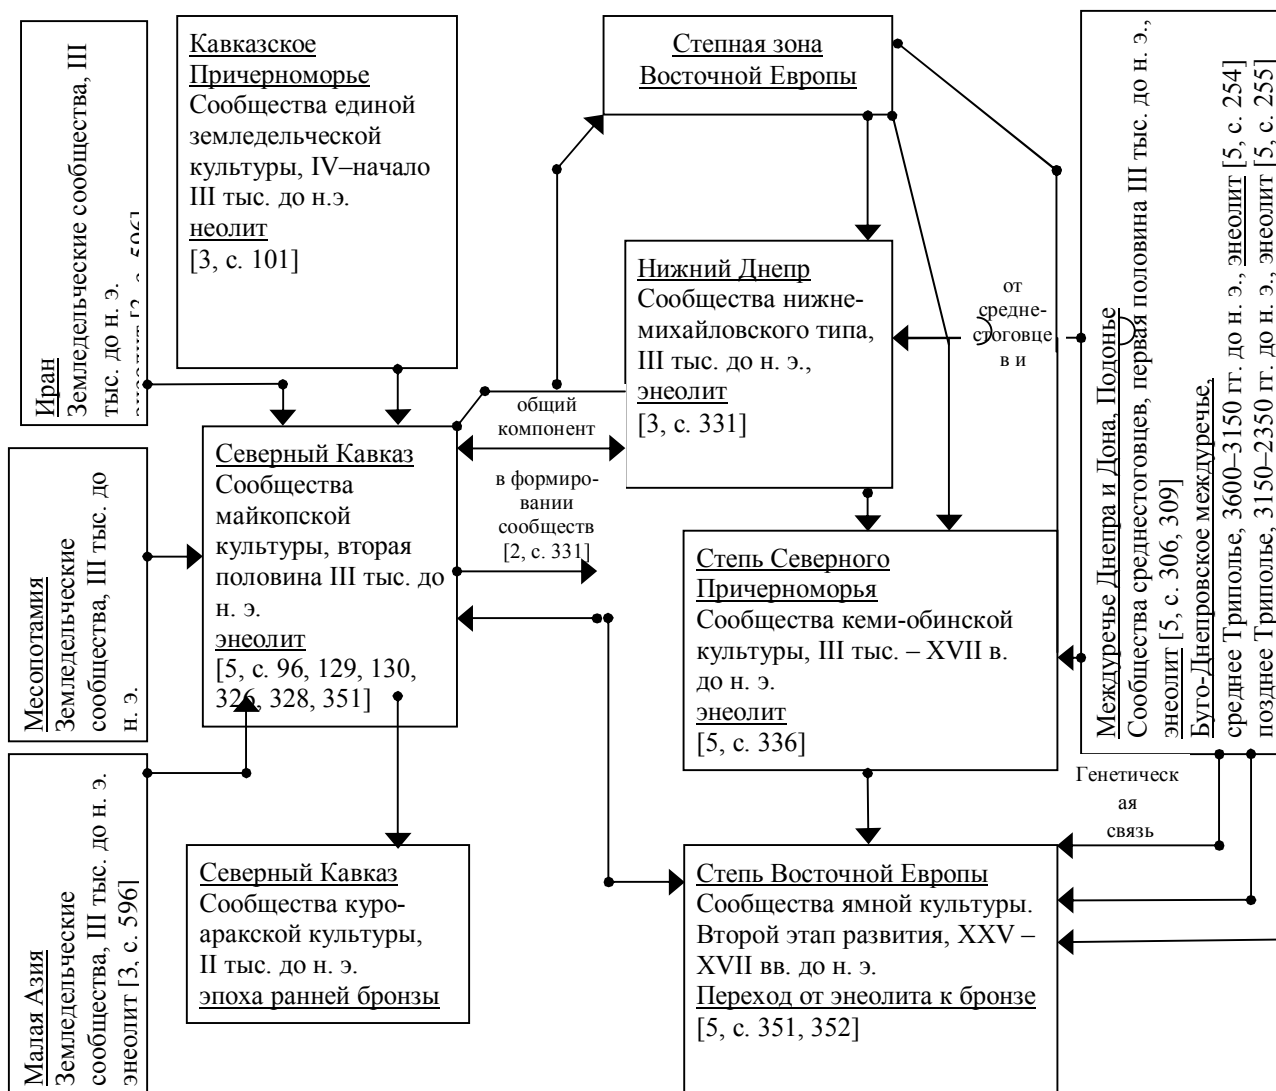 Иран
Земледельческие сообщества, III
тыс. до н. э.
Кавказское
Причерноморье
Сообщества единой
земледельческой
культуры, IV–начало
III тыс. до н.э.
неолит
[3, с. 101]
Степная зона
Восточной Европы
Нижний Днепр
Сообщества нижне-
михайловского типа,
III тыс. до н. э.,
энеолит
[3, с. 331]
от
средне-
стоговце
в и
Междуречье Днепра и Дона, Подонье
Сообщества среднестоговцев, первая половина III тыс. до н. э.,
энеолит [5, с. 306, 309]
Буго-Днепровское междуречье,
среднее Триполье, 3600–3150 гг. до н. э., энеолит [5, с. 254]
позднее Триполье, 3150–2350 гг. до н. э., энеолит [5, с. 255]
общий
компонент
в формиро-
вании
сообществ
[2, с. 331]
Месопотамия
Земледельческие
сообщества, III тыс. до
н. э.
Северный Кавказ
Сообщества
майкопской
культуры, вторая
половина III тыс. до
н. э.
энеолит
[5, с. 96, 129, 130,
326, 328, 351]
Степь Северного
Причерноморья
Сообщества кеми-обинской
культуры, III тыс. – XVII в.
до н. э.
энеолит
[5, с. 336]
Генетическ
ая
связь
Малая Азия
Земледельческие
сообщества, III тыс. до н. э.
энеолит [3, с. 596]
Северный Кавказ
Сообщества куро-
аракской культуры,
II тыс. до н. э.
эпоха ранней бронзы
Степь Восточной Европы
Сообщества ямной культуры.
Второй этап развития, XXV –
XVII вв. до н. э.
Переход от энеолита к бронзе
[5, с. 351, 352]